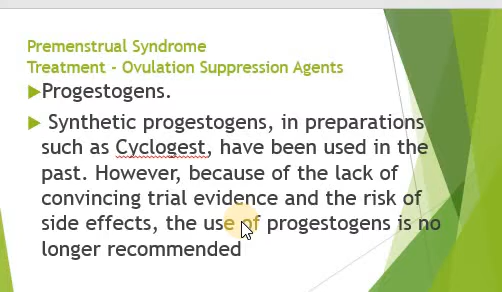 Premenstrual Syndrome
Treatment - Ovulation Suppression Agents
Progestogens.
Synthetic progestogens, in preparations
such as Cyclogest, have been used in the
past. However, because of the lack of
convincing trial evidence and the risk of
side effects, the use of progestogens is no
longer recommended